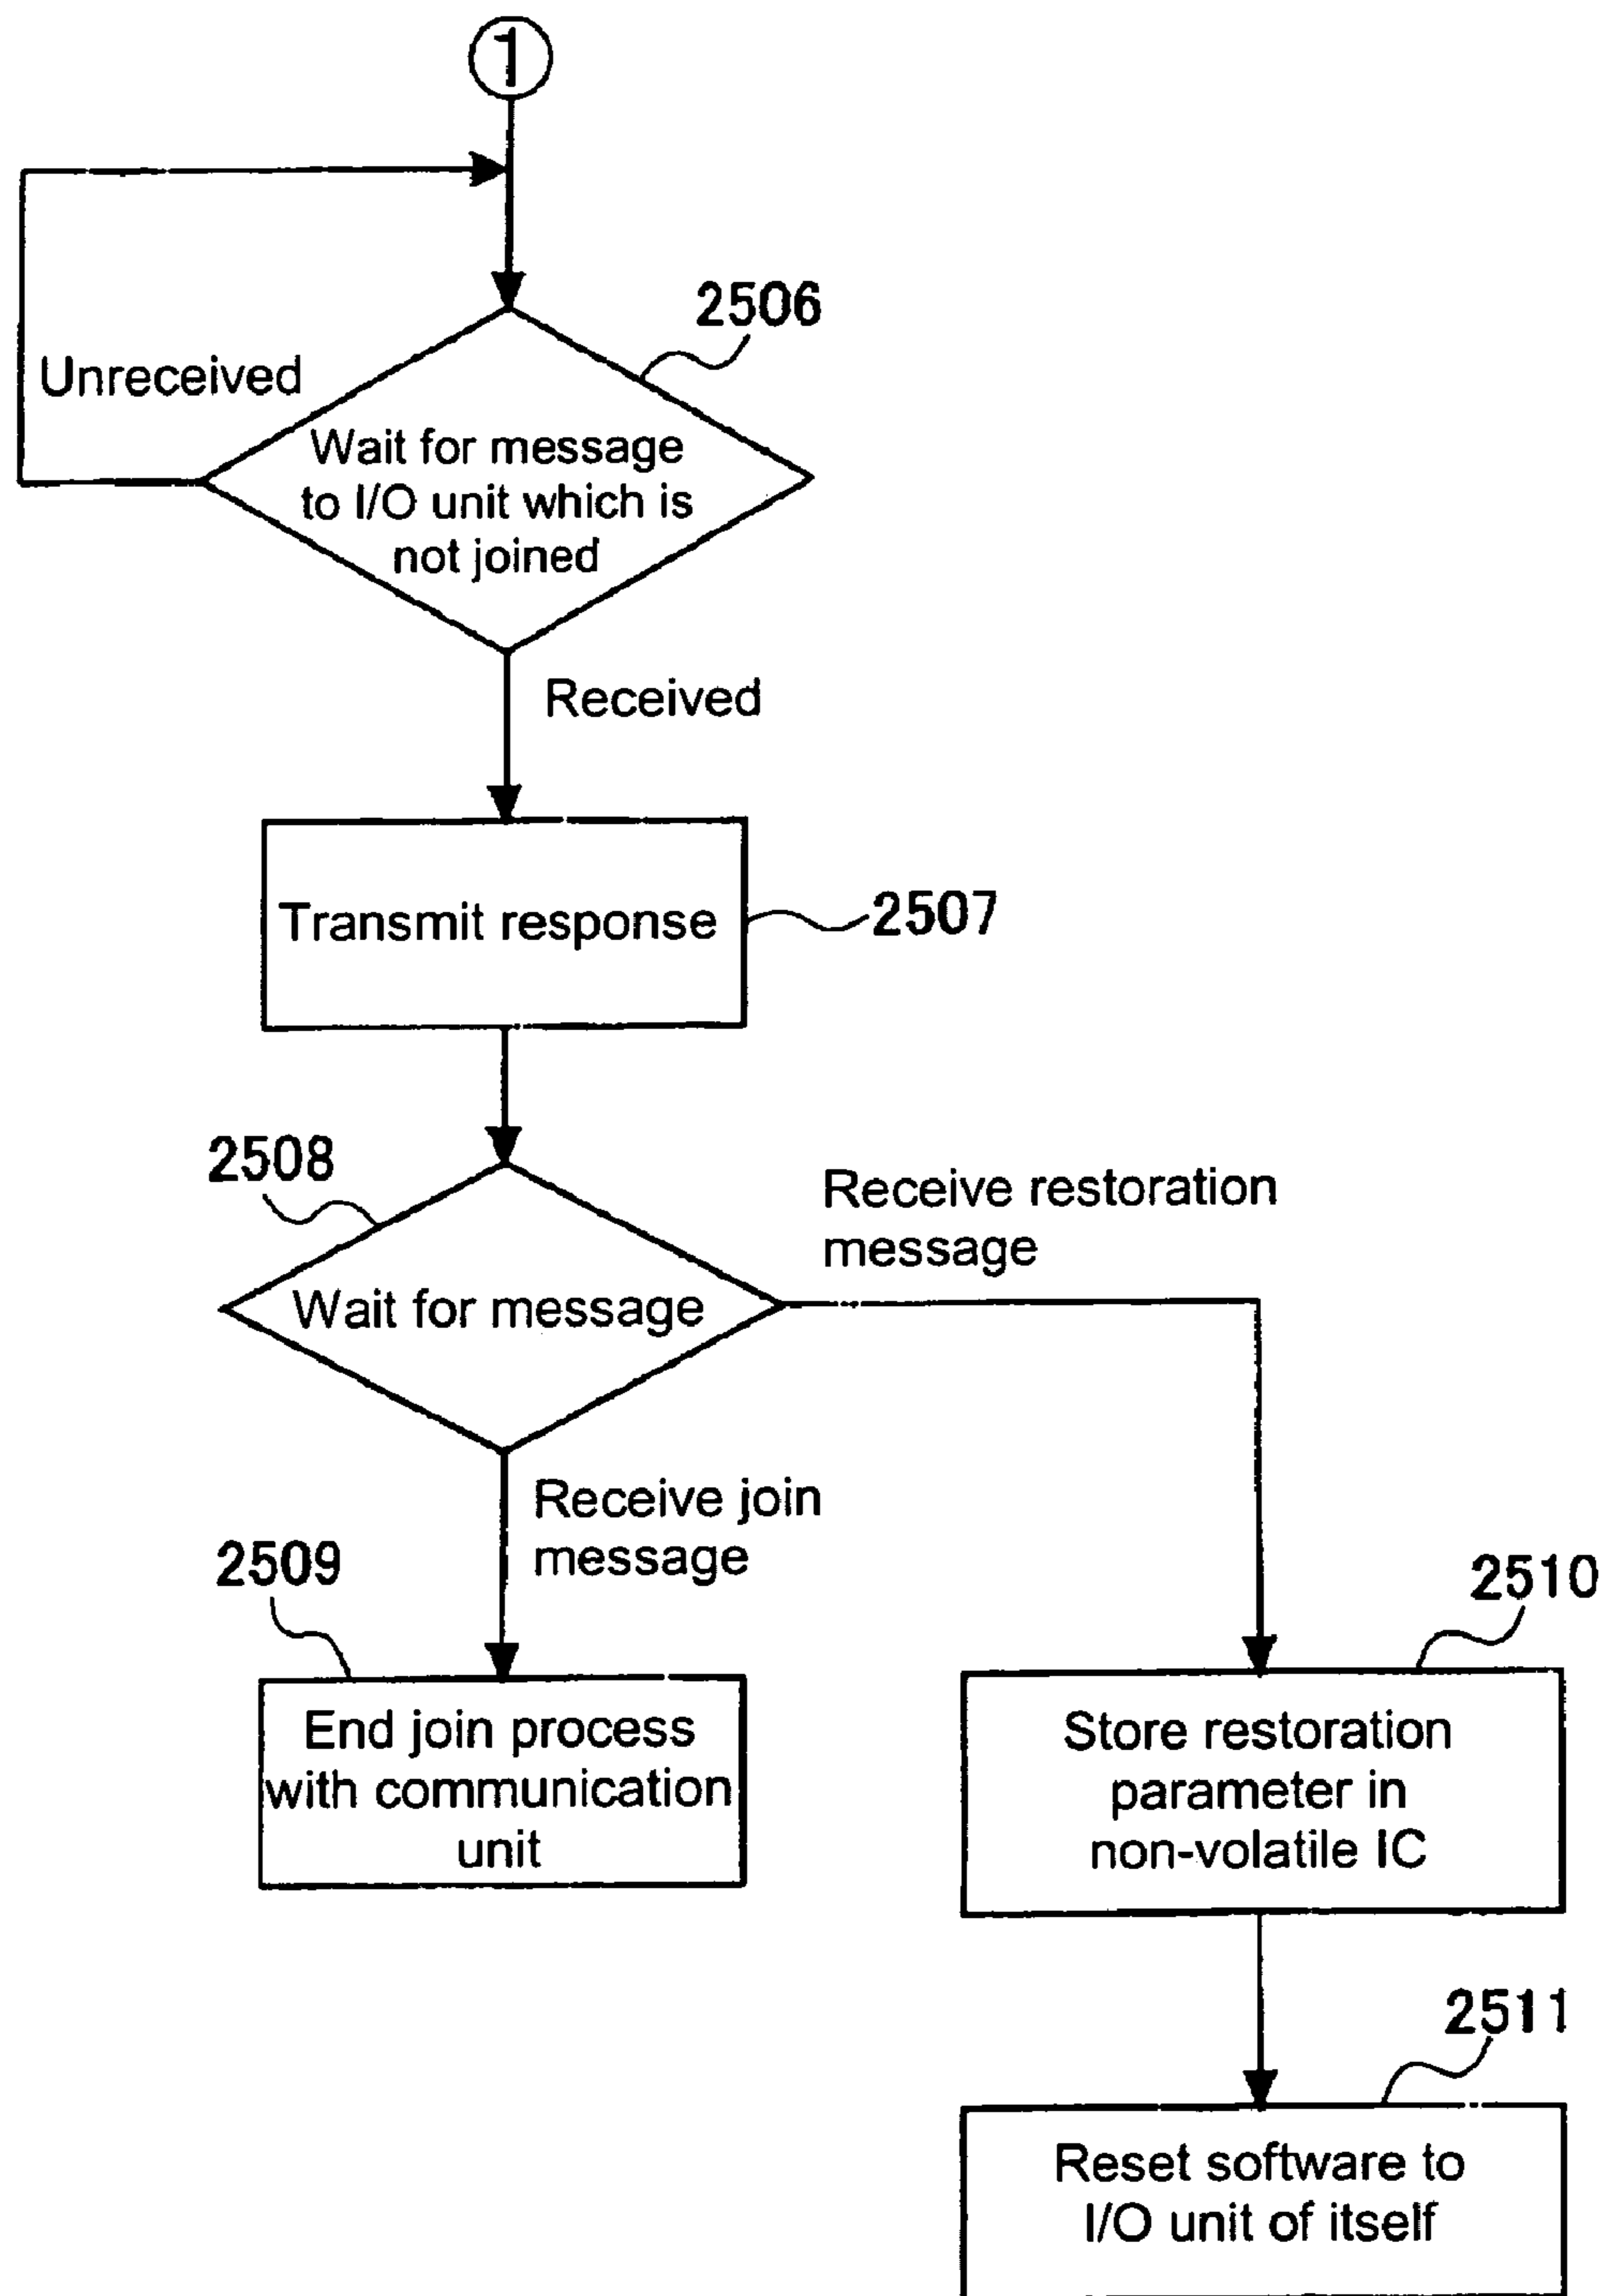 1
2506
Unreceived
Wait for message
to I/O unit which is
not joined
Received
Transmit response
2507
2508
Receive restoration
message
Wait for message
Receive join
message
2509
2510
End join process
with communication
unit
Store restoration
parameter in
non-volatile IC
2511
Reset software to
I/O unit of itself